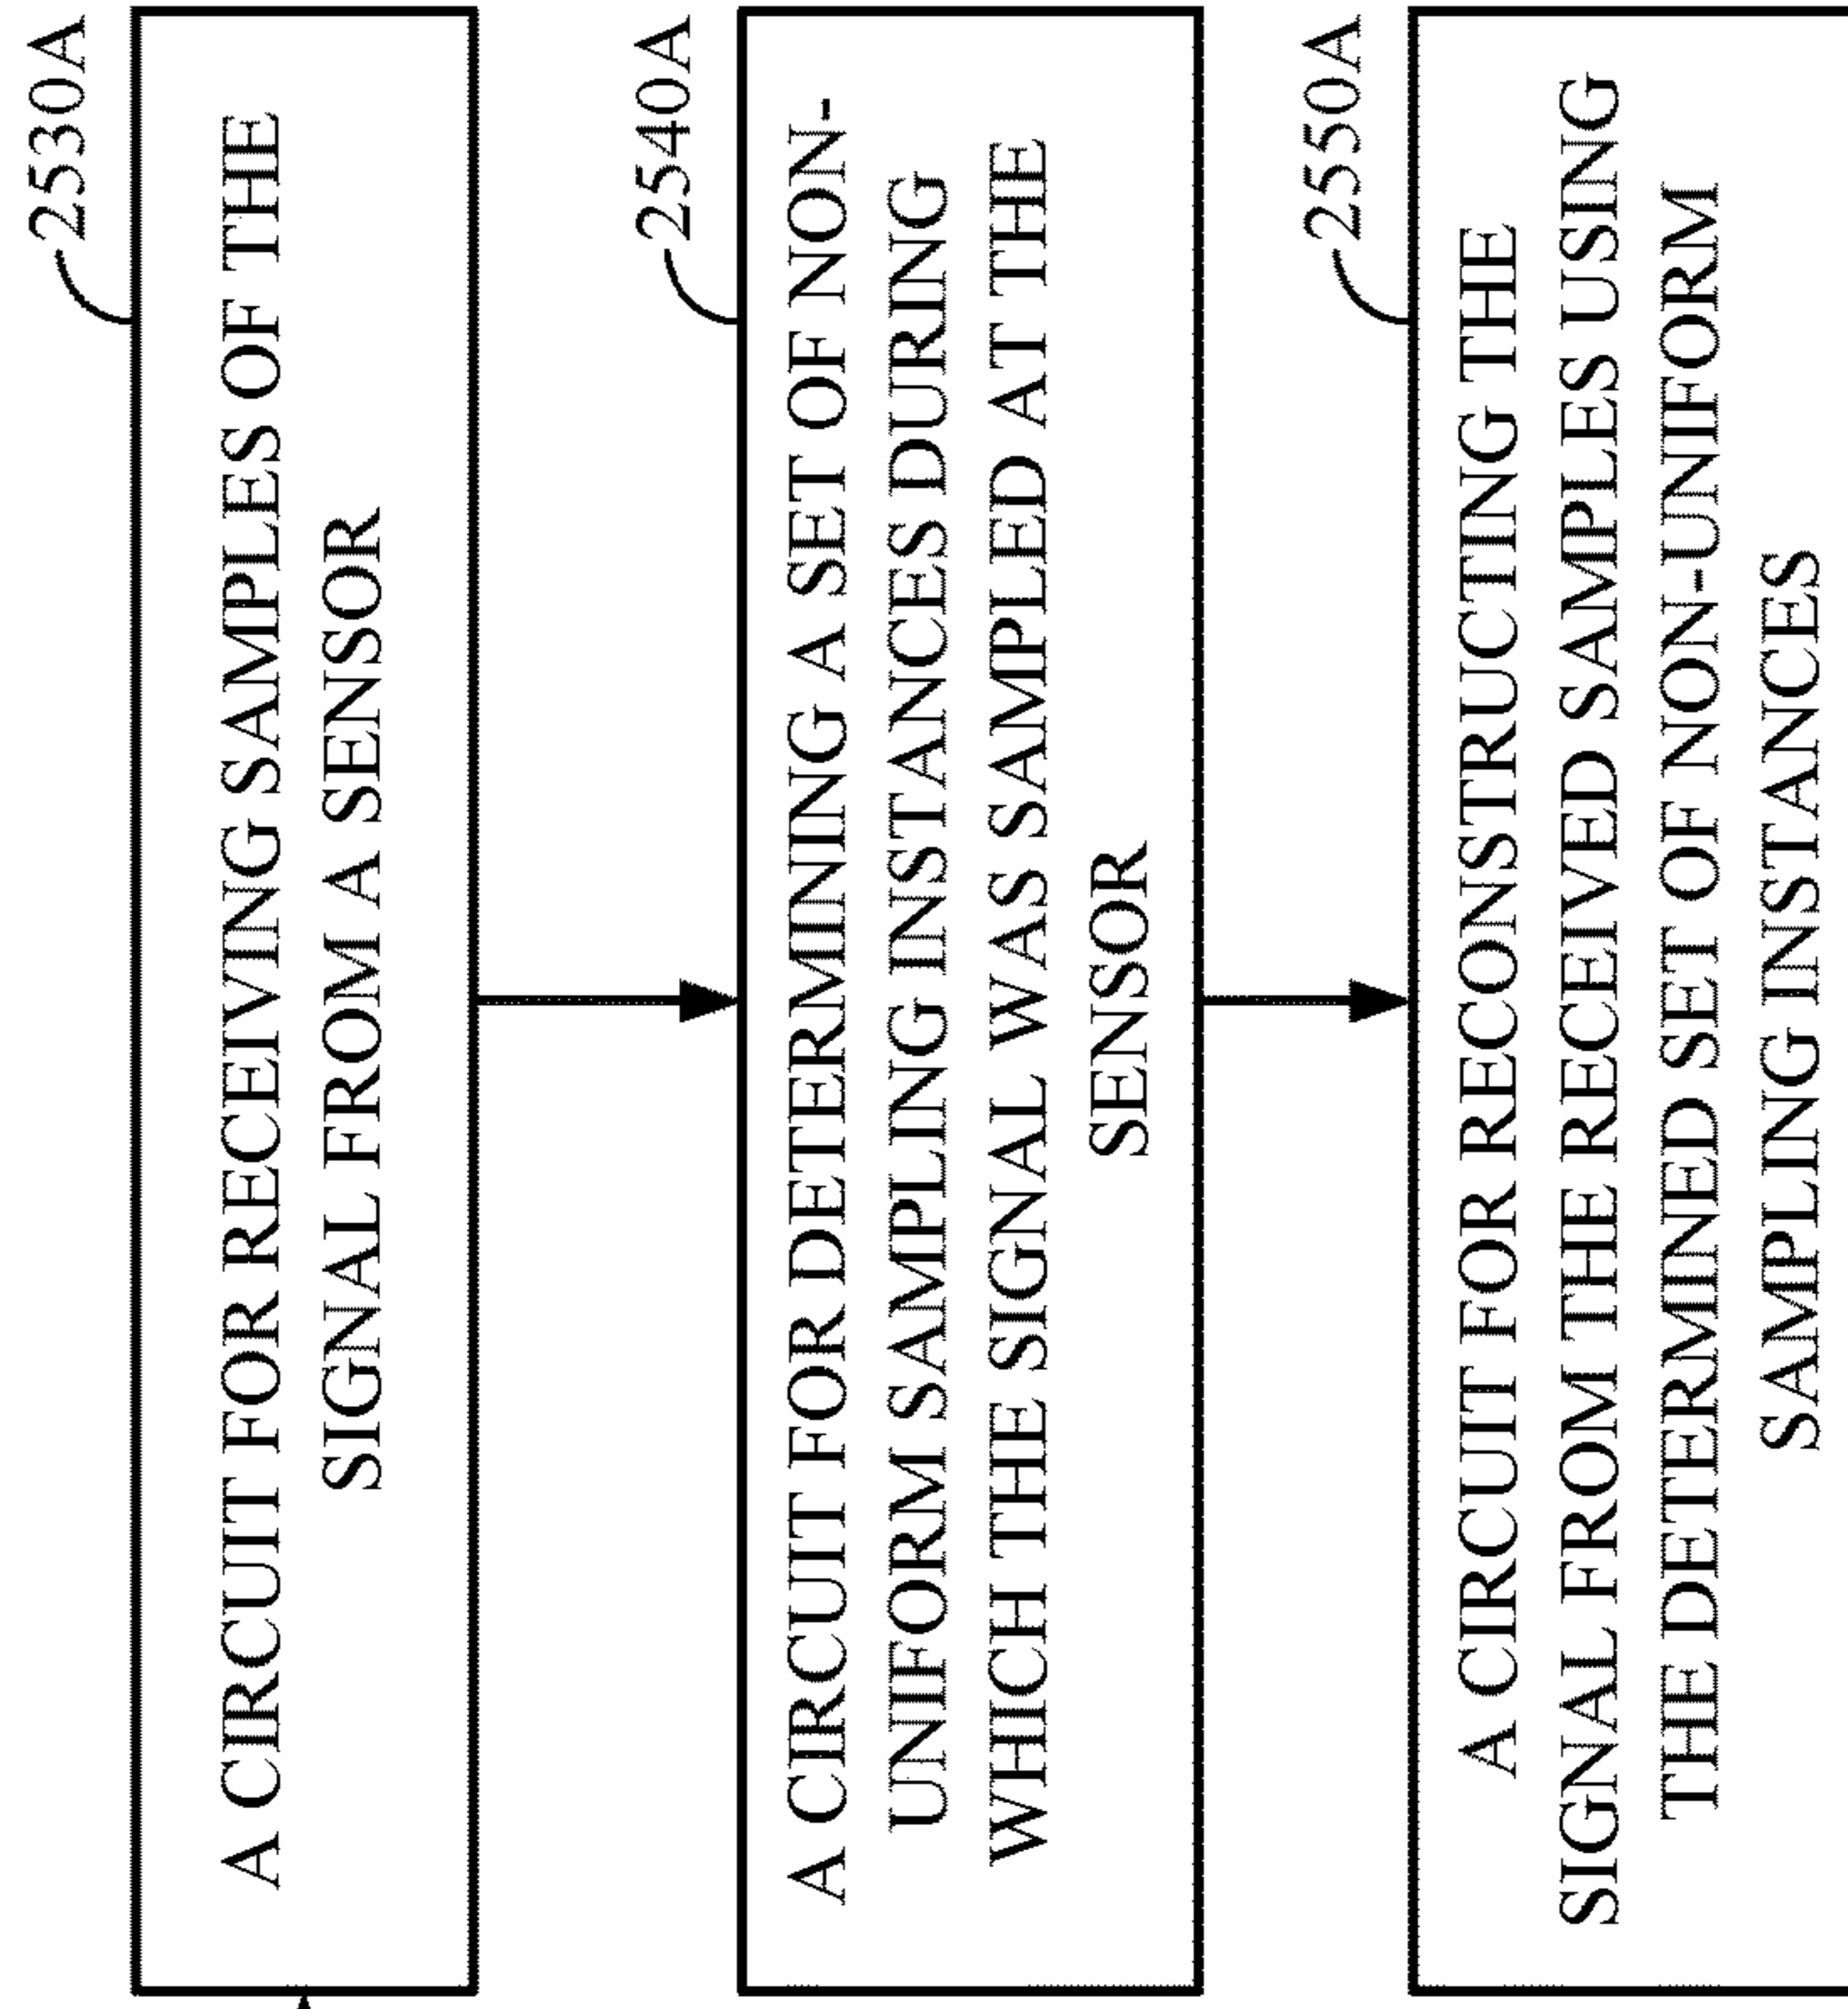 2530A
A CIRCUIT FOR RECEIVING SAMPLES OF THE
SIGNAL FROM A SENSOR
2540A
A CIRCUIT FOR DETERMINING A SET OF NON-
UNIFORM SAMPLING INSTANCES DURING
WHICH THE SIGNAL WAS SAMPLED AT THE
SENSOR
2550A
A CIRCUIT FOR RECONSTRUCTING THE
SIGNAL FROM THE RECEIVED SAMPLES USING
THE DETERMINED SET OF NON-UNIFORM
SAMPLING INSTANCES